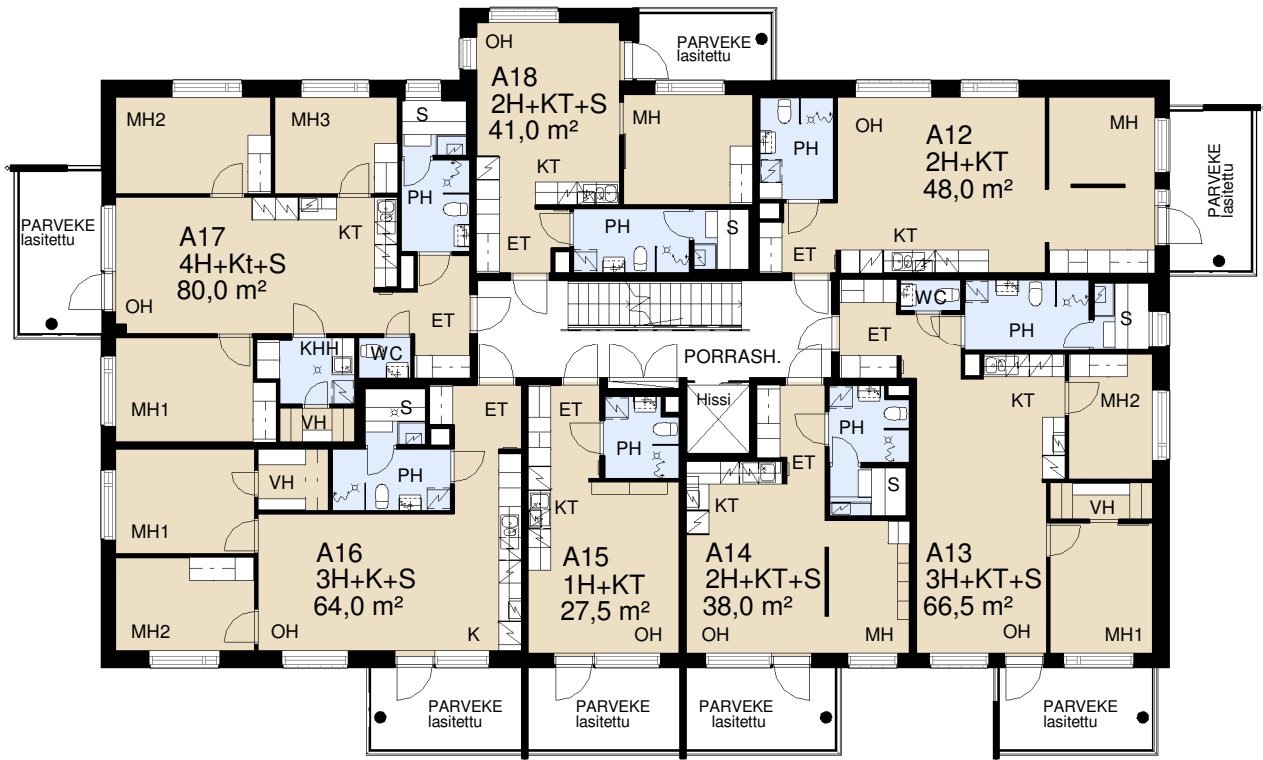 OH
A18
2H+KT+S
41,0 m²
KT
ET
MH
PH
S
PARVEKE
lasitettu
MH2
MH3
S
PH
PARVEKE
lasitettu
A17
4H+Kt+S
80,0 m²
KT
OH
ET
KHH
WC
MH1
VH
PH
OH
A12
2H+KT
48,0 m²
MH
KT
ET
PARVEKE
lasitettu
PORRASH.
Hissi
MH1
VH
S
PH
ET
A16
3H+K+S
64,0 m²
MH2
OH
K
PARVEKE
lasitettu
ET
PH
KT
A15
1H+KT
27,5 m²
OH
PARVEKE
lasitettu
ET
PH
S
KT
A14
2H+KT+S
38,0 m²
OH
MH
PARVEKE
lasitettu
WC
ET
PH
S
KT
MH2
VH
A13
3H+KT+S
66,5 m²
OH
MH1
PARVEKE
lasitettu